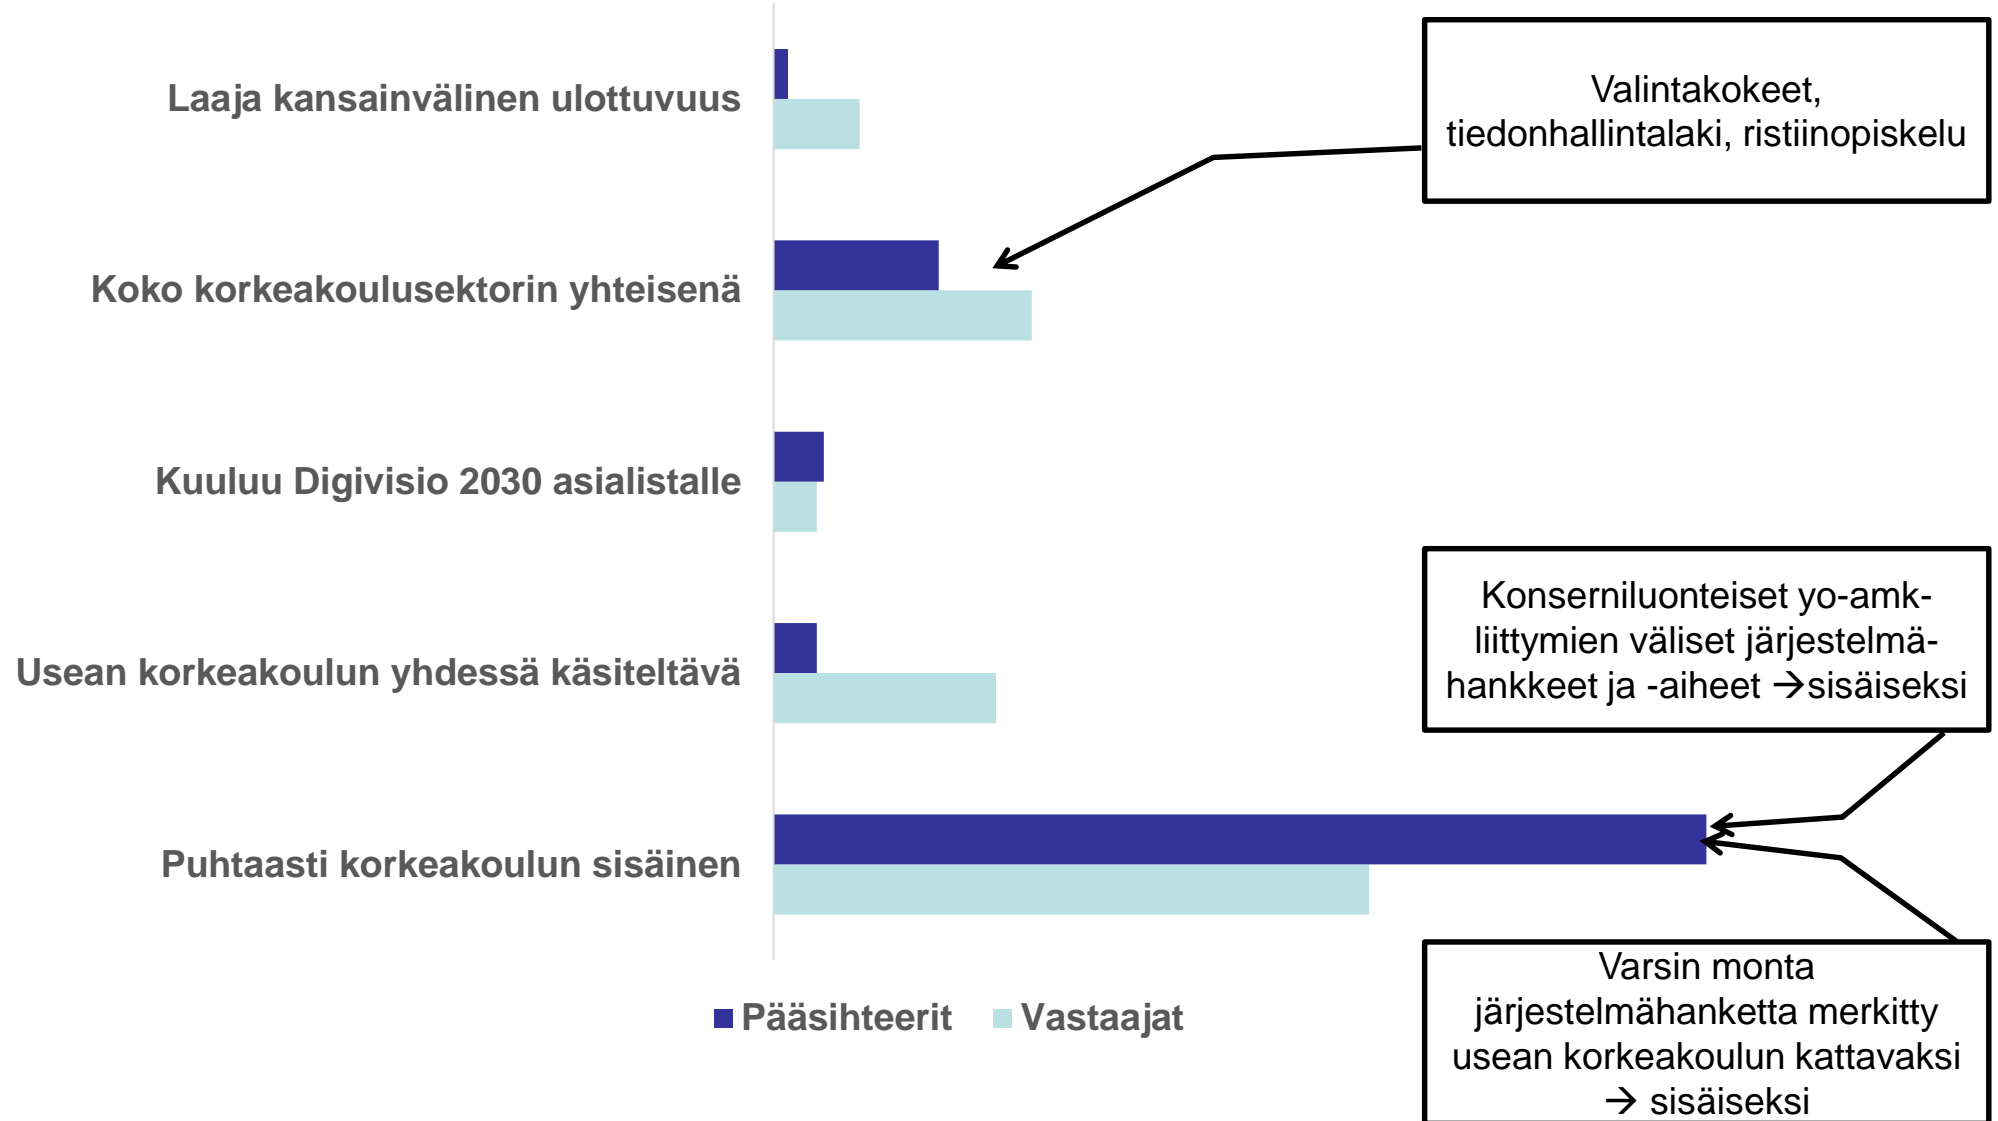 Laaja kansainvälinen ulottuvuus
Koko korkeakoulusektorin yhteisenä
Kuuluu Digivisio 2030 asialistalle
Usean korkeakoulun yhdessä käsiteltävä
Puhtaasti korkeakoulun sisäinen
Pääsihteerit
Vastaajat
Valintakokeet,
tiedonhallintalaki, ristiinopiskelu
Konserniluonteiset yo-amk-
liittymien väliset järjestelmä-
hankkeet ja -aiheet →sisäiseksi
Varsin monta
järjestelmähanketta merkitty
usean korkeakoulun kattavaksi
→ sisäiseksi